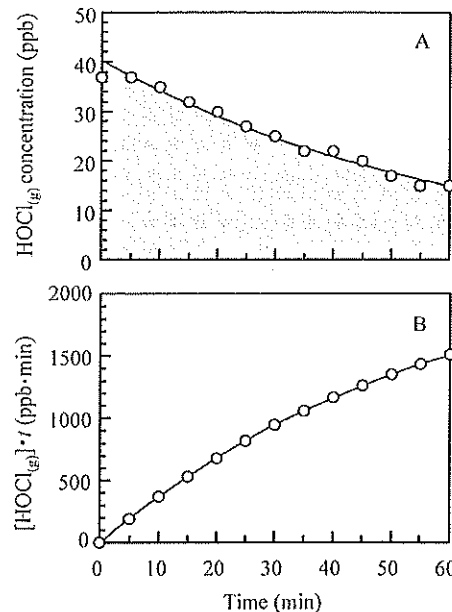 HOCl(g) concentration (ppb)
50
40
30
20
10
0
A
[HOCl(g)]•t (ppb•min)
2000
1500
1000
500
0
B
0 10 20 30 40 50 60
Time (min)